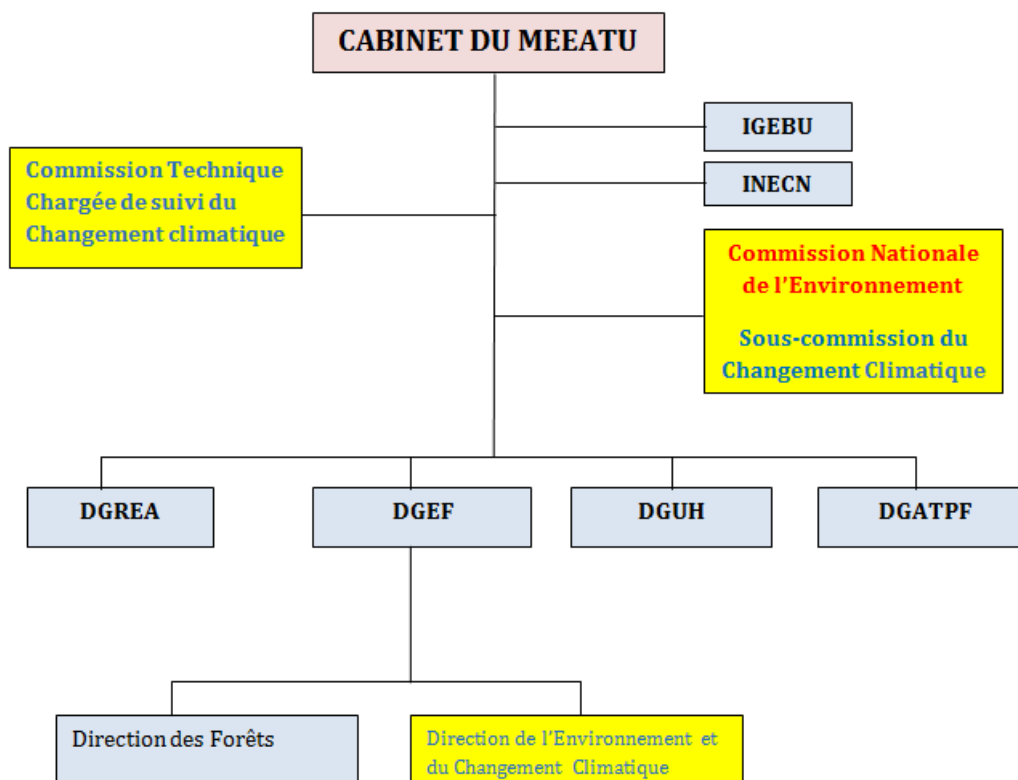 CABINET DU MEEATU
IGEBU
Commission Technique
Chargée de suivi du
Changement climatique
INECN
Commission Nationale
de l’Environnement
Sous-commission du
Changement Climatique
DGREA
DGEF
DGUH
DGATPF
Direction des Forêts
Direction de l’Environnement et
du Changement Climatique